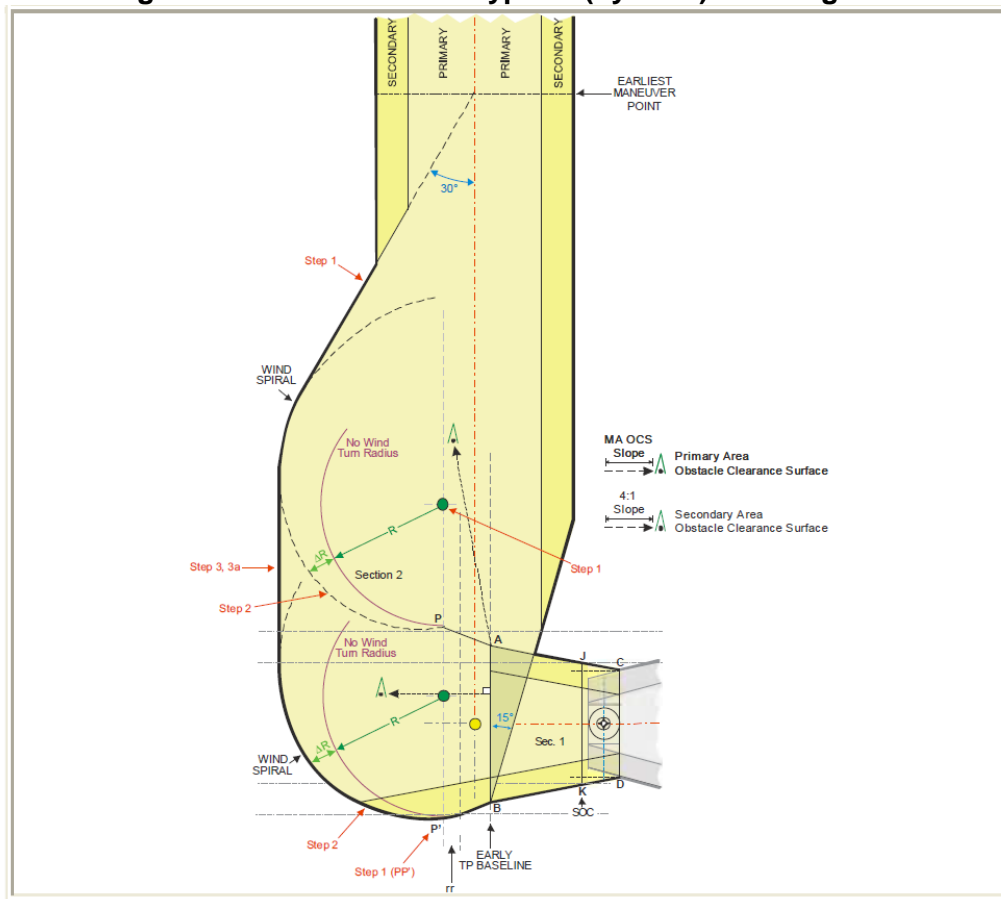 SECONDARY
PRIMARY
PRIMARY
SECONDARY
EARLIEST
MANEUVER
POINT
30°
Step 1
WIND
SPIRAL
No Wind
Turn Radius
MA OCS
Slope
Primary Area
Obstacle Clearance Surface
4:1
Slope
Secondary Area
Obstacle Clearance Surface
R
ΔR
Section 2
Step 3, 3a
Step 1
Step 2
P
A
No Wind
Turn Radius
J
C
R
15°
ΔR
Sec. 1
WIND
SPIRAL
K
D
B
SOC
P'
Step 2
EARLY
TP BASELINE
Step 1 (PP')
rr